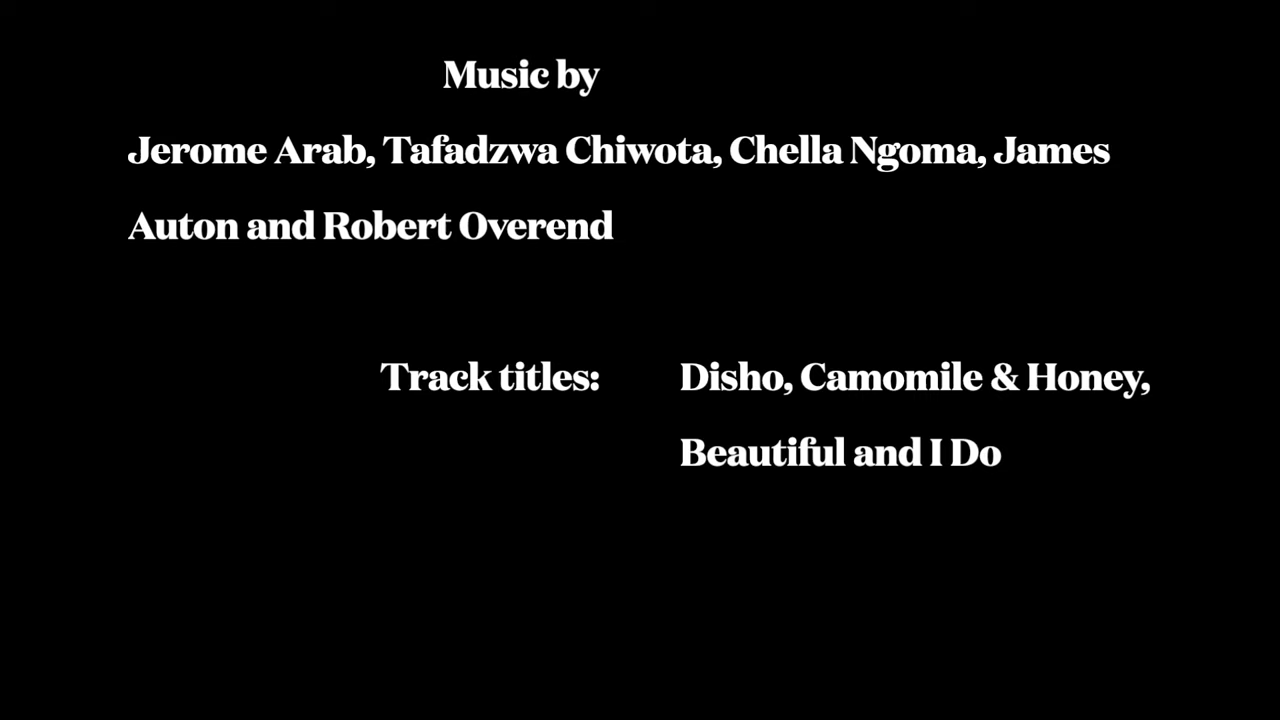 Music by
Jerome Arab, Tafadzwa Chiwota, Chella Ngoma, James
Auton and Robert Overend
Track titles: Disho, Camomile & Honey,
Beautiful and I Do